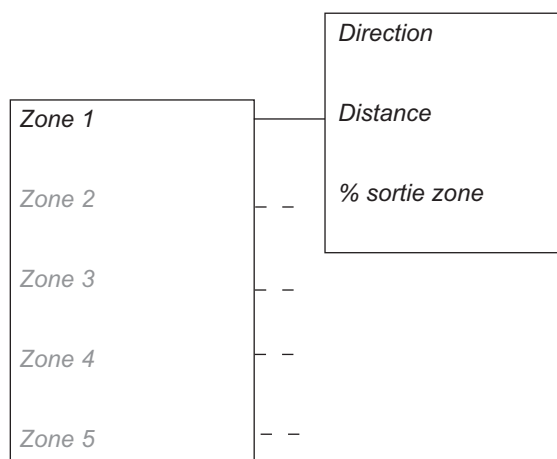 Direction
Distance
% sortie zone
Zone 1
Zone 2
Zone 3
Zone 4
Zone 5